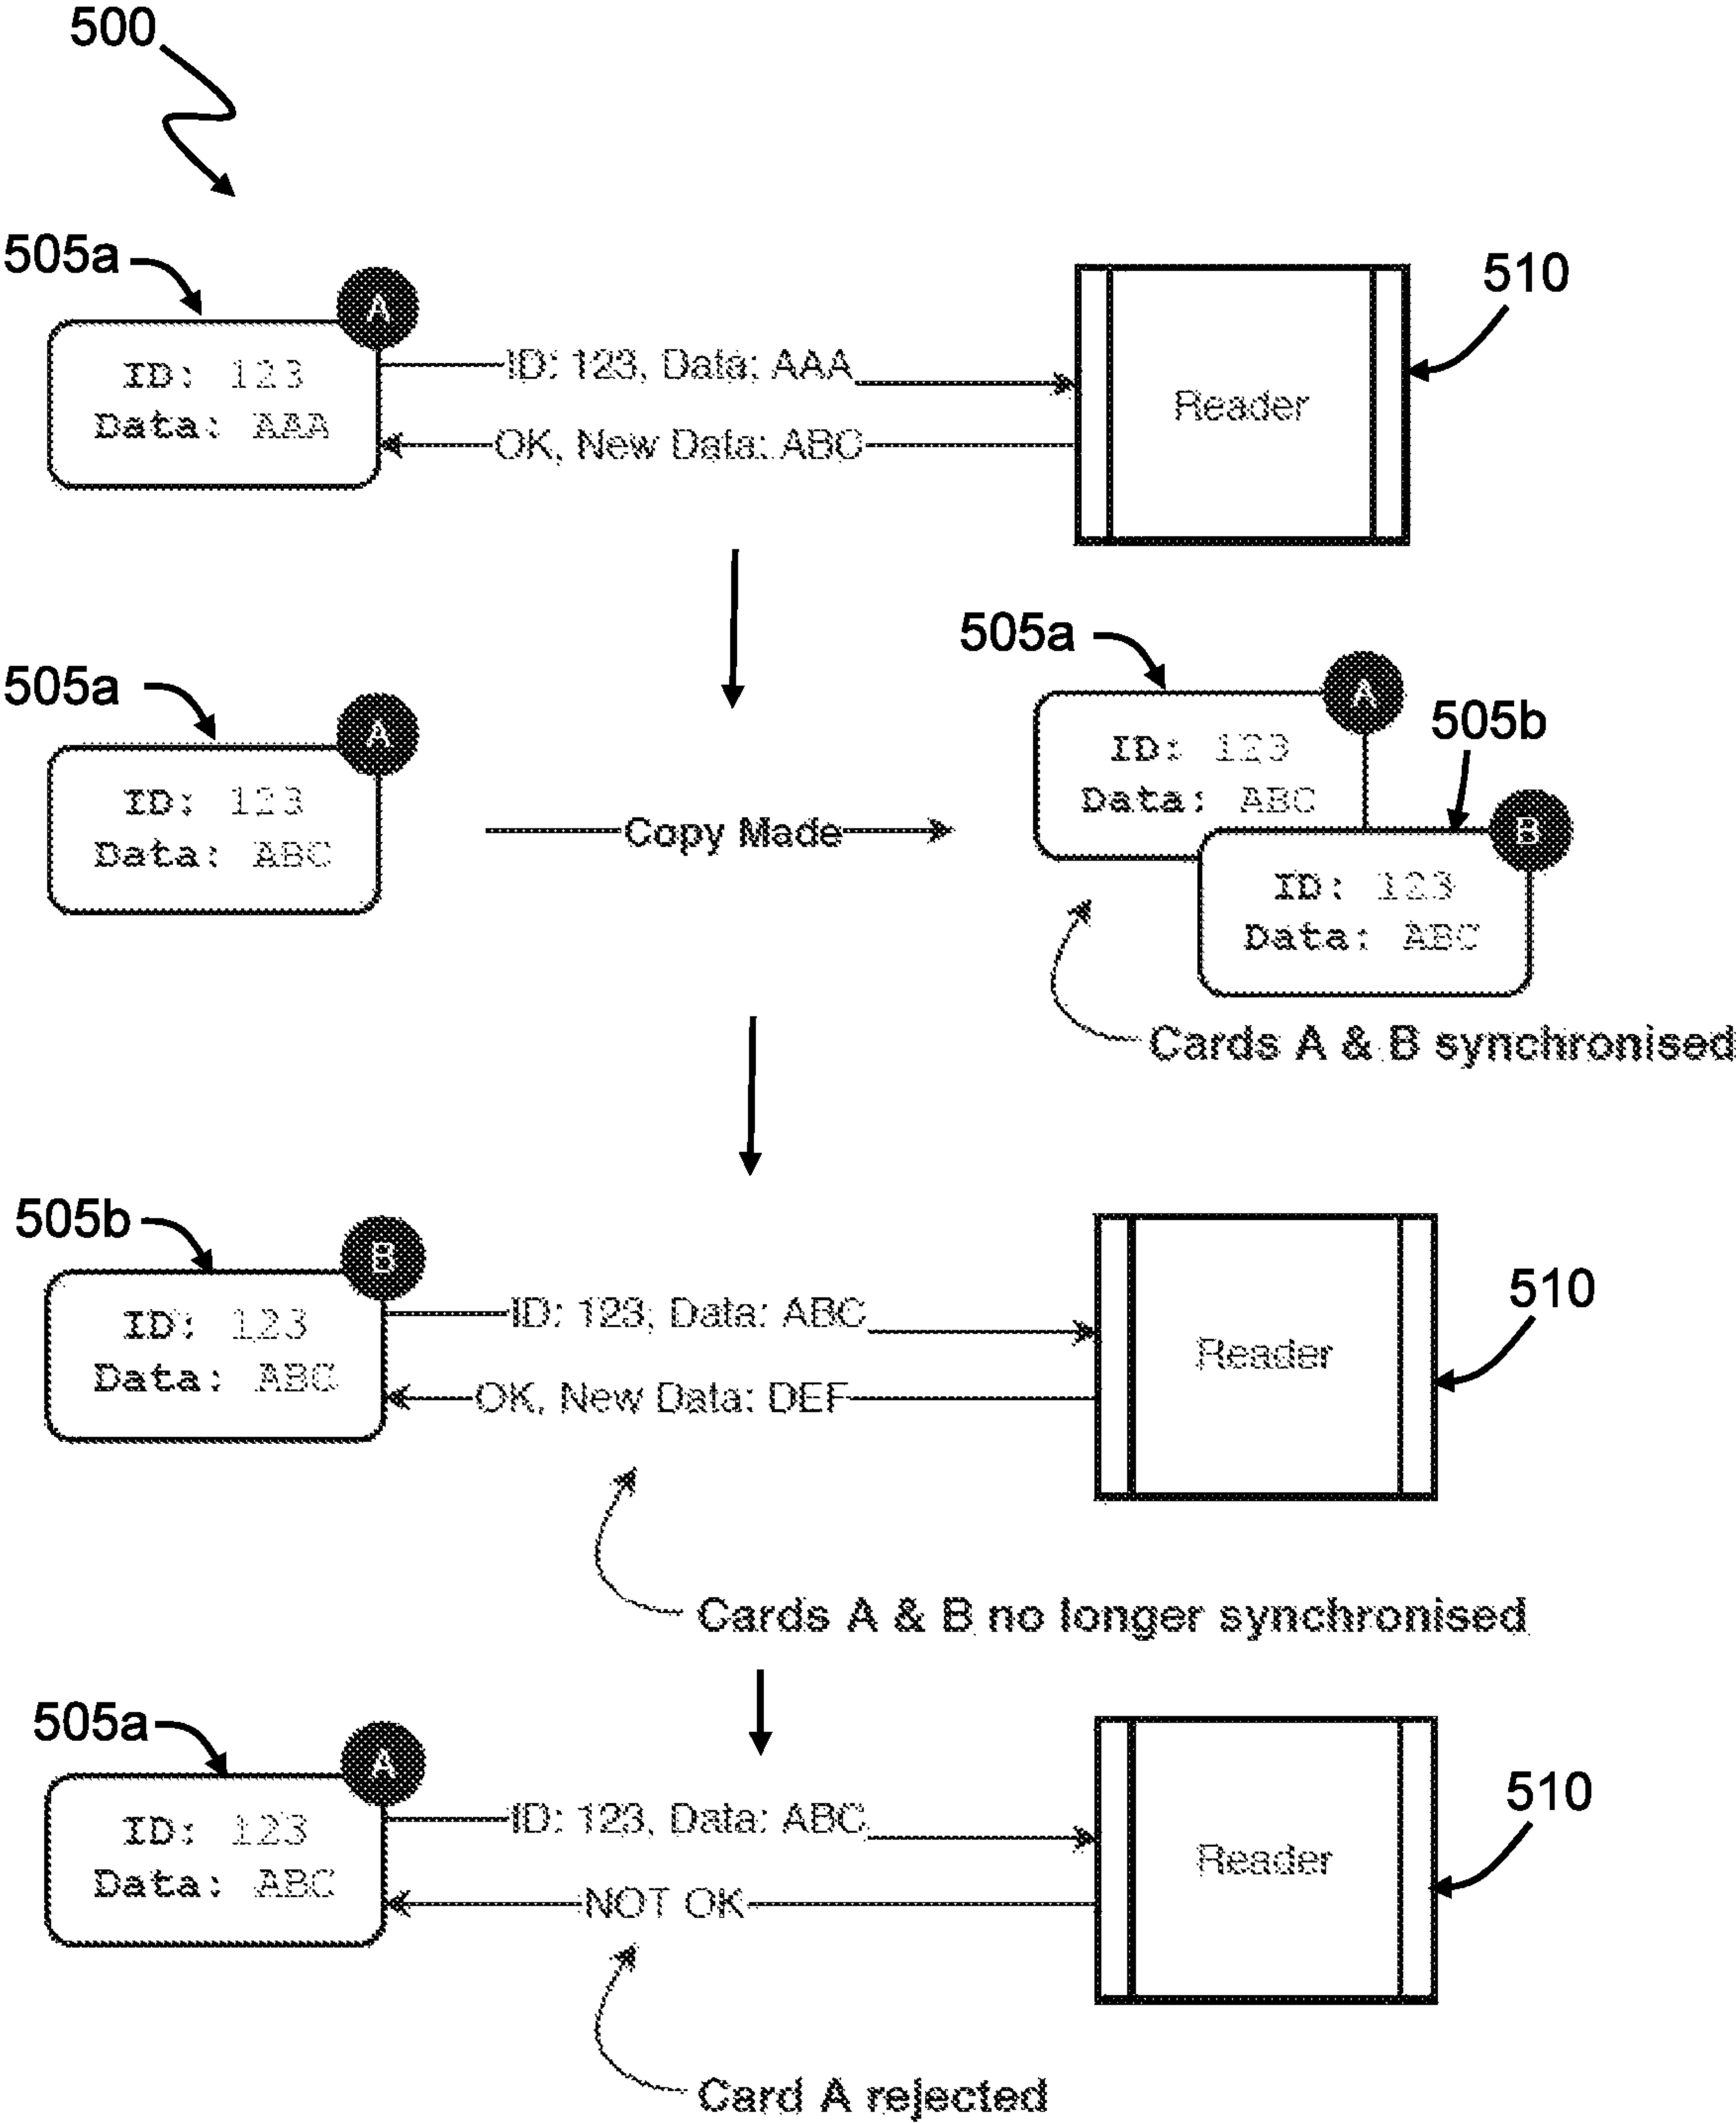 500
505a
A
510
ID: 123
Data: AAA
ID: 123, Data: AAA
OK, New Data: ABC
Reader
505a
A
ID: 123
Data: ABC
Copy Made
505a
A
505b
ID: 123
Data: ABC
B
ID: 123
Data: ABC
Cards A & B synchronised
505b
B
510
ID: 123
Data: ABC
ID: 123, Data: ABC
OK, New Data: DEF
Reader
Cards A & B no longer synchronised
505a
A
510
ID: 123
Data: ABC
ID: 123, Data: ABC
NOT OK
Reader
Card A rejected